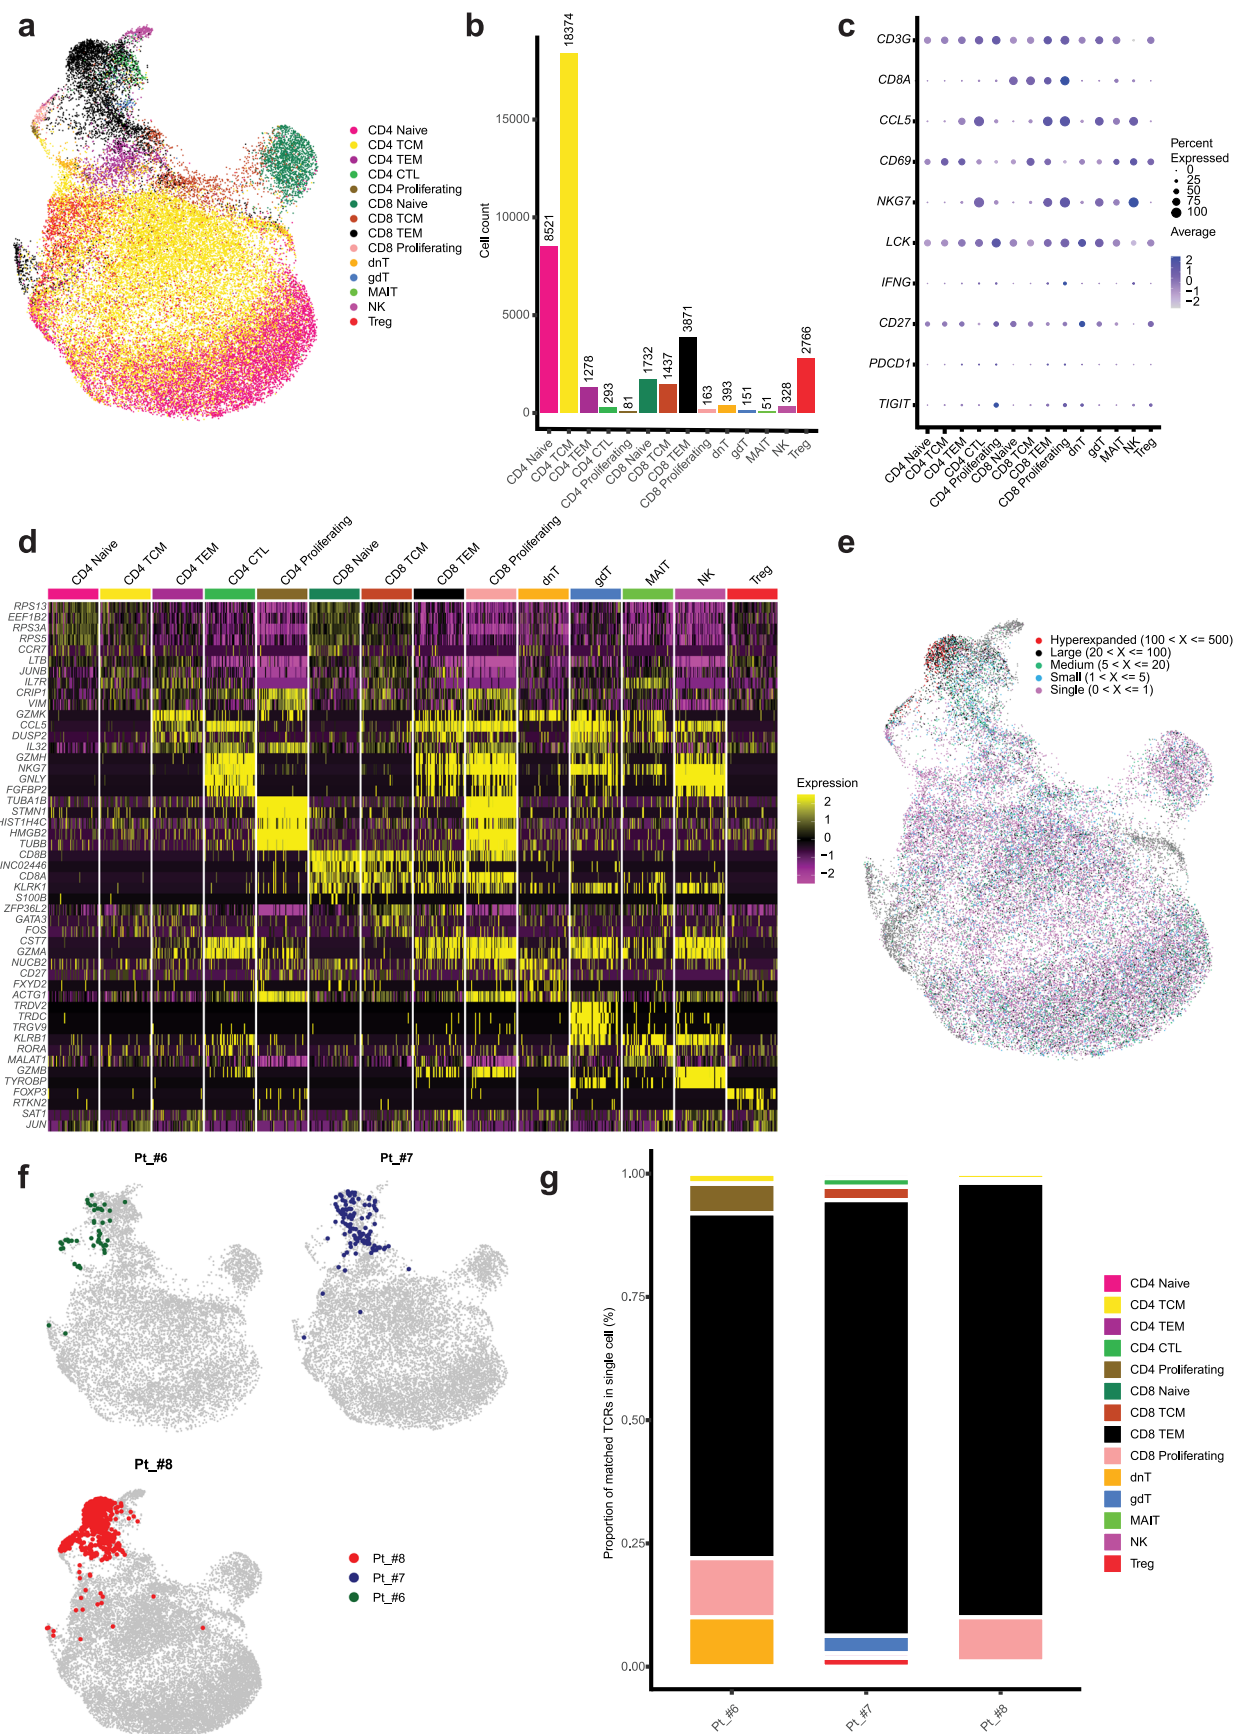 a
CD4 Naive
CD4 TCM
CD4 TEM
CD4 CTL
CD4 Proliferating
CD8 Naive
CD8 TCM
CD8 TEM
CD8 Proliferating
dnT
gdT
MAIT
NK
Treg
b
Cell count
15000
10000
5000
0
8521
18374
1278
293
81
1732
1437
3871
163
393
151
51
328
2766
CD4 Naive
CD4 TCM
CD4 TEM
CD4 CTL
CD4 Proliferating
CD8 Naive
CD8 TCM
CD8 TEM
CD8 Proliferating
dnT
gdT
MAIT
NK
Treg
c
CD3G
CD8A
CCL5
CD69
NKG7
LCK
IFNG
CD27
PDCD1
TIGIT
CD4 Naive
CD4 TCM
CD4 TEM
CD4 CTL
CD4 Proliferating
CD8 Naive
CD8 TCM
CD8 TEM
CD8 Proliferating
dnT
gdT
MAIT
NK
Treg
Percent
Expressed
0
25
50
75
100
Average
2
1
0
−1
−2
d
CD4 Naive
CD4 TCM
CD4 TEM
CD4 CTL
CD4 Proliferating
CD8 Naive
CD8 TCM
CD8 TEM
CD8 Proliferating
dnT
gdT
MAIT
NK
Treg
RPS13
EEF1B2
RPS3A
RPS5
CCR7
LTB
JUNB
IL7R
CRIP1
VIM
GZMK
CCL5
DUSP2
IL32
GZMH
NKG7
GNLY
FGFBP2
TUBA1B
STMN1
HIST1H4C
HMGB2
TUBB
CD8B
INC02446
CD8A
KLRK1
S100B
ZFP36L2
GATA3
FOS
CST7
GZMA
NUCB2
CD27
FXYD2
ACTG1
TRDV2
TRDC
TRGV9
KLRB1
RORA
MALAT1
GZMB
TYROBP
FOXP3
RTKN2
SAT1
JUN
Expression
2
1
0
−1
−2
e
Hyperexpanded (100 < X <= 500)
Large (20 < X <= 100)
Medium (5 < X <= 20)
Small (1 < X <= 5)
Single (0 < X <= 1)
f
Pt_#6
Pt_#7
Pt_#8
Pt_#8
Pt_#7
Pt_#6
g
Proportion of matched TCRs in single cell (%)
1.00
0.75
0.50
0.25
0.00
Pt_#6
Pt_#7
Pt_#8
CD4 Naive
CD4 TCM
CD4 TEM
CD4 CTL
CD4 Proliferating
CD8 Naive
CD8 TCM
CD8 TEM
CD8 Proliferating
dnT
gdT
MAIT
NK
Treg